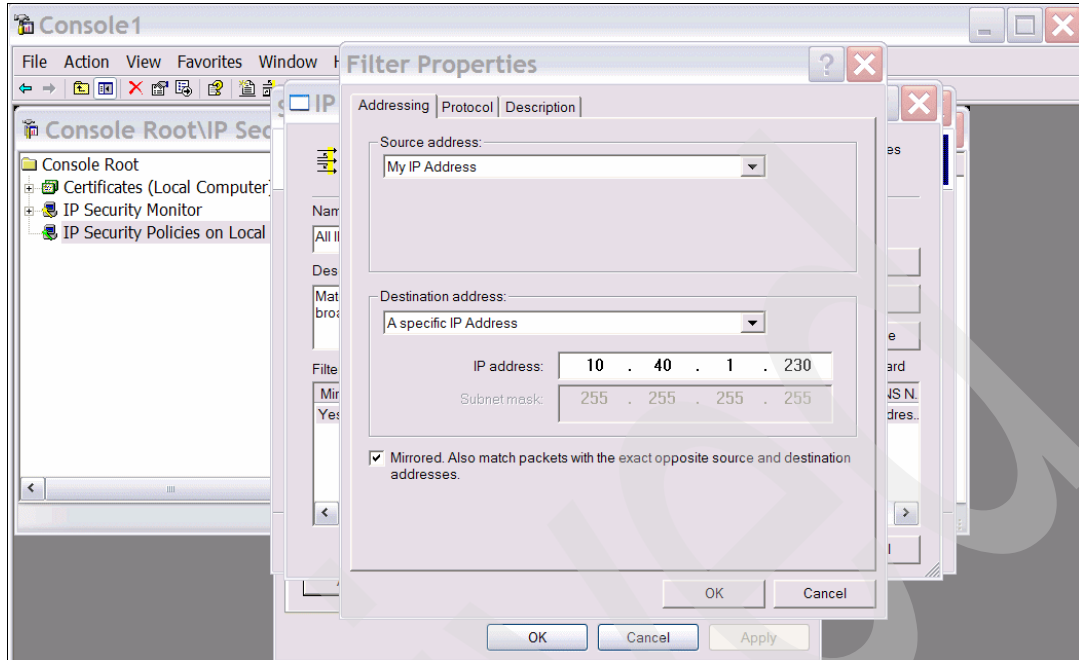 Console1
File Action View Favorites Window H
Console Root\IP Sec
Console Root
Certificates (Local Computer)
IP Security Monitor
IP Security Policies on Local
IP
es
Nam
All I
Des
Mat
broa
e
Filte
ard
Mir
NS N.
Yes
dres..
Filter Properties
Addressing Protocol Description
Source address:
My IP Address
Destination address:
A specific IP Address
IP address: 10 . 40 . 1 . 230
Subnet mask: 255 . 255 . 255 . 255
Mirrored. Also match packets with the exact opposite source and destination
addresses.
OK Cancel
OK Cancel Apply